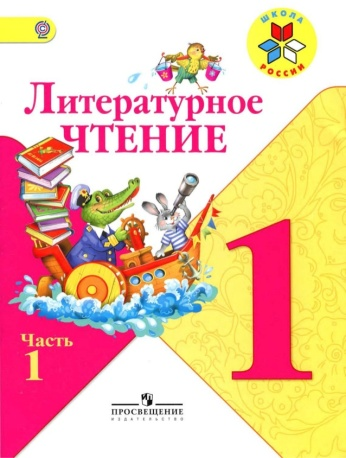 ШКОЛА
РОССИИ
Литературное
ЧТЕНИЕ
1
Часть
1
ПРОСВЕЩЕНИЕ
ИЗДАТЕЛЬСТВО